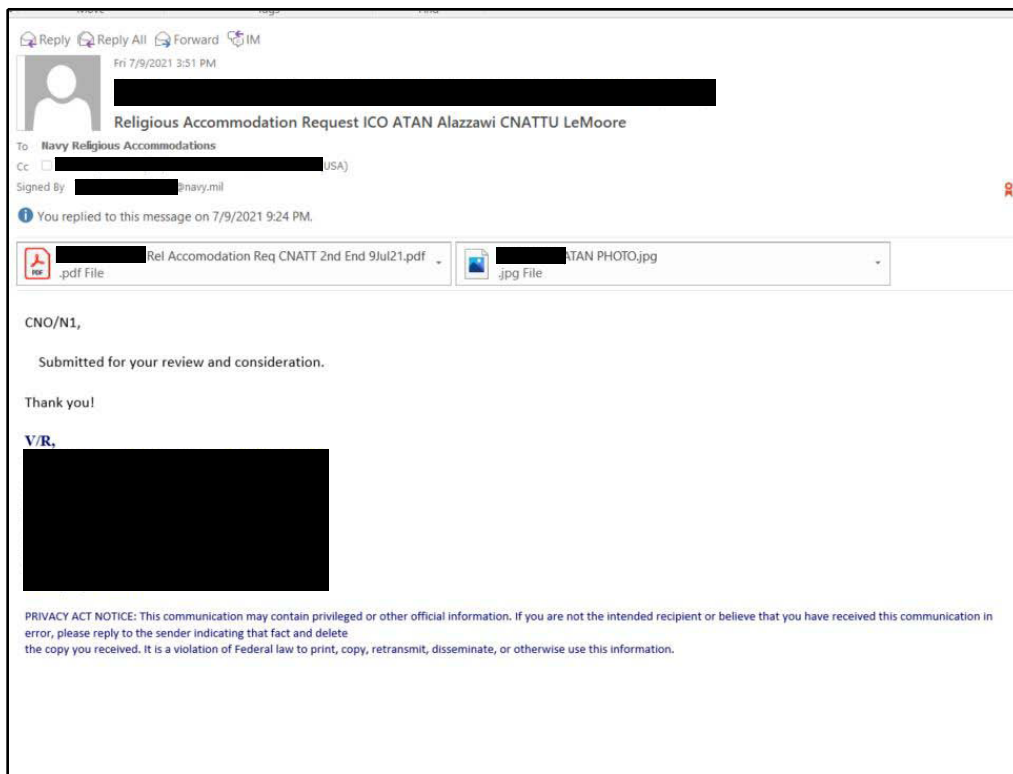 Reply Reply All Forward IM
Fri 7/9/2021 3:51 PM
Religious Accommodation Request ICO ATAN Alazzawi CNATTU LeMoore
To Navy Religious Accommodations
Cc USA)
Signed By @navy.mil
You replied to this message on 7/9/2021 9:24 PM.
Rel Accomodation Req CNATT 2nd End 9Jul21.pdf
.pdf File
ATAN PHOTO.jpg
.jpg File
CNO/N1,
Submitted for your review and consideration.
Thank you!
V/R,
PRIVACY ACT NOTICE: This communication may contain privileged or other official information. If you are not the intended recipient or believe that you have received this communication in
error, please reply to the sender indicating that fact and delete
the copy you received. It is a violation of Federal law to print, copy, retransmit, disseminate, or otherwise use this information.